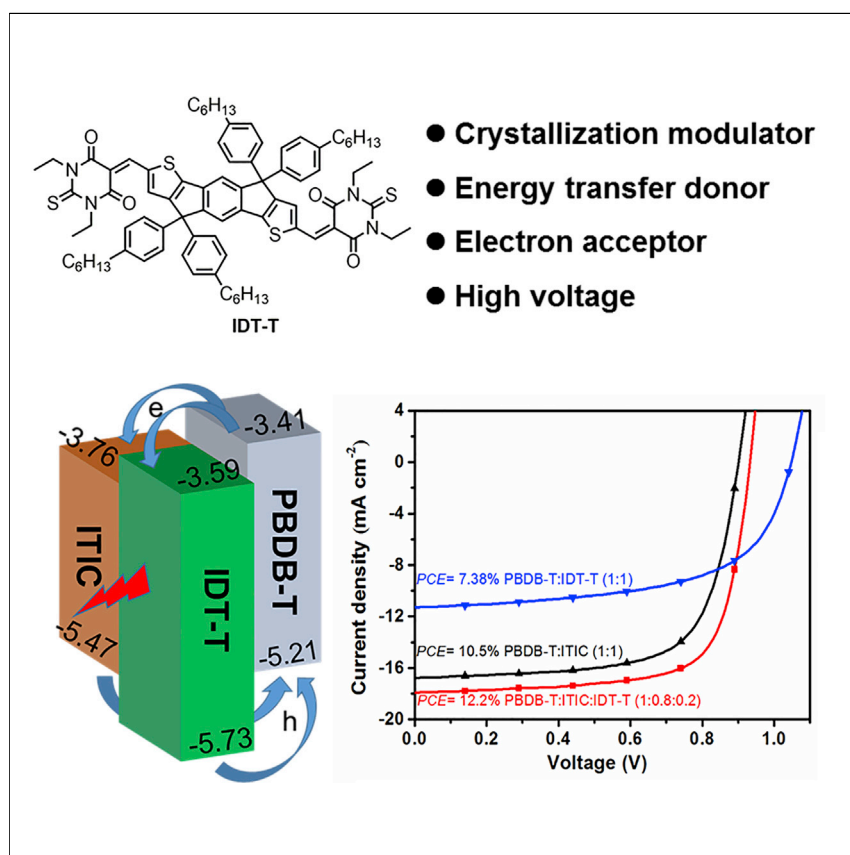 C6H13
C6H13
O
S
N
N
S
O
O
N
N
S
O
C6H13
C6H13
IDT-T
● Crystallization modulator
● Energy transfer donor
● Electron acceptor
● High voltage
e
-3.76
-3.59
-3.41
ITIC
IDT-T
PBDB-T
-5.47
-5.73
-5.21
h
Current density (mA cm-2)
4
0
-4
-8
-12
-16
-20
PCE= 7.38% PBDB-T:IDT-T (1:1)
PCE= 10.5% PBDB-T:ITIC (1:1)
PCE= 12.2% PBDB-T:ITIC:IDT-T (1:0.8:0.2)
0.0 0.2 0.4 0.6 0.8 1.0
Voltage (V)